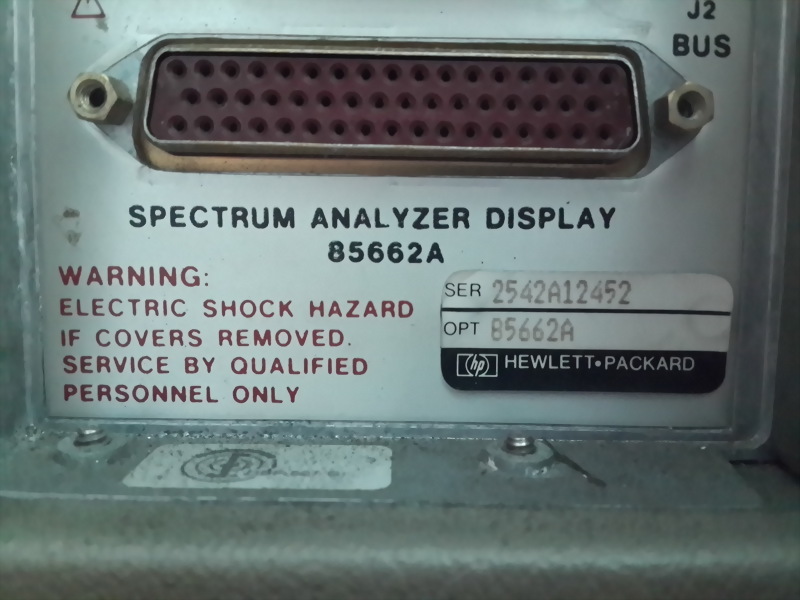 J2
BUS
SPECTRUM ANALYZER DISPLAY
85662A
WARNING:
ELECTRIC SHOCK HAZARD
IF COVERS REMOVED.
SERVICE BY QUALIFIED
PERSONNEL ONLY
SER 2542A12452
OPT 85662A
hp HEWLETT•PACKARD